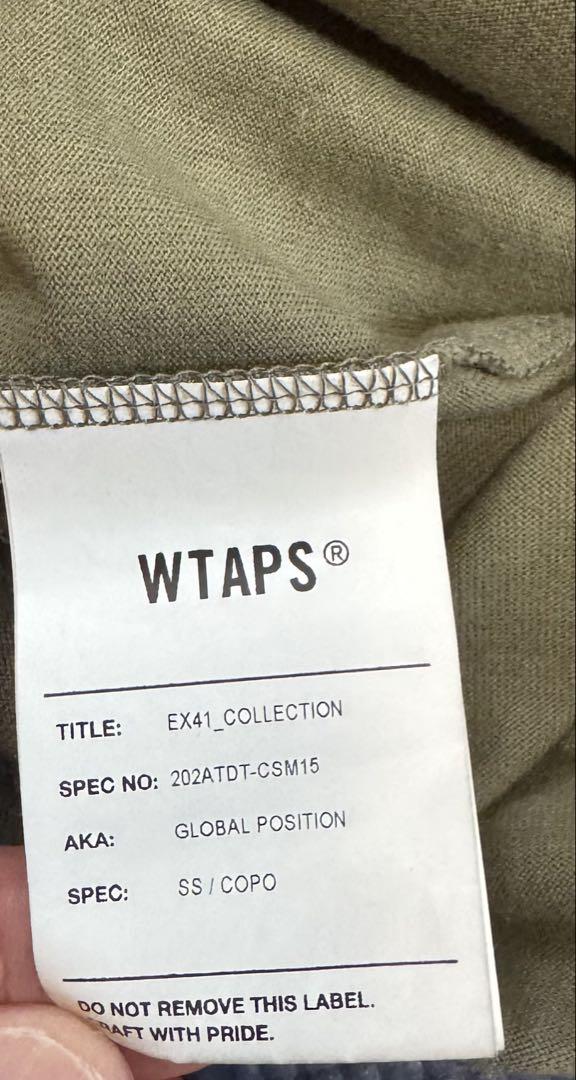 WTAPS®
TITLE: EX41_COLLECTION
SPEC NO: 202ATDT-CSM15
AKA: GLOBAL POSITION
SPEC: SS / COPO
DO NOT REMOVE THIS LABEL.
RAFT WITH PRIDE.